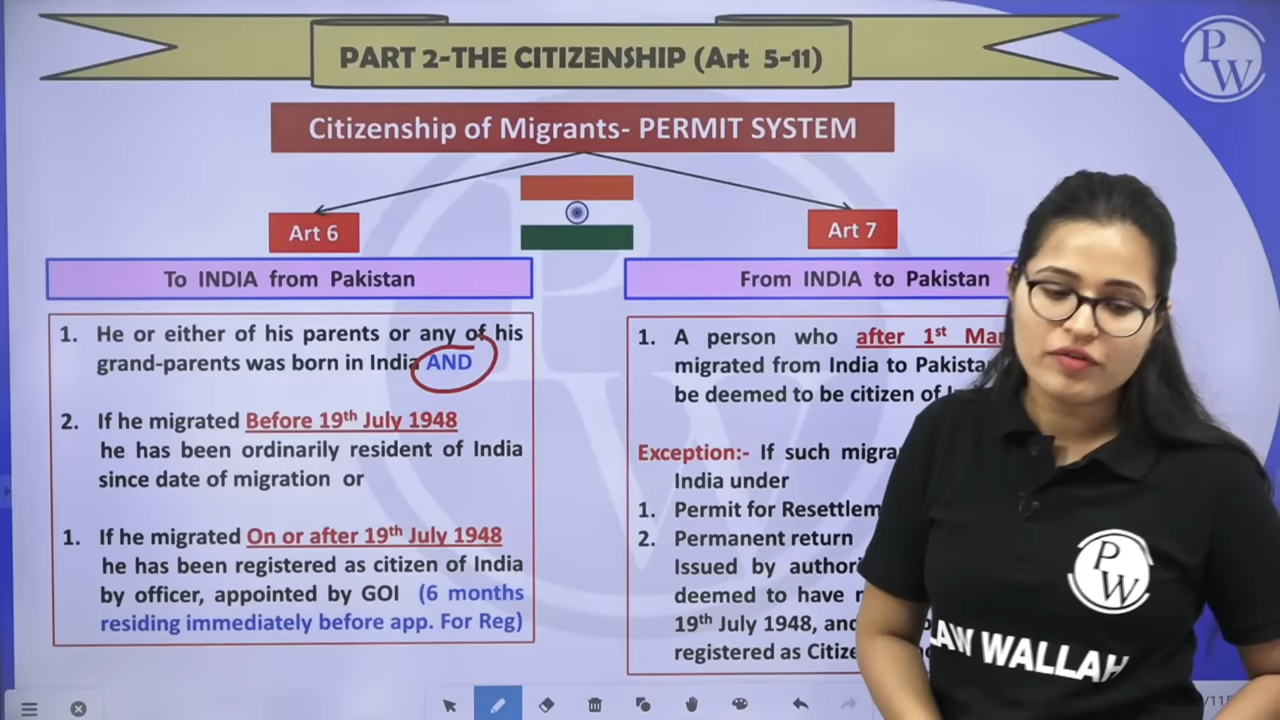 PART 2-THE CITIZENSHIP (Art 5-11)
PW
Citizenship of Migrants- PERMIT SYSTEM
Art 6
Art 7
To INDIA from Pakistan
From INDIA to Pakistan
1. He or either of his parents or any of his
grand-parents was born in India AND
2. If he migrated Before 19th July 1948
he has been ordinarily resident of India
since date of migration or
1. If he migrated On or after 19th July 1948
he has been registered as citizen of India
by officer, appointed by GOI (6 months
residing immediately before app. For Reg)
1. A person who after 1st
migrated from India to
be deemed to be citizen of
Exception:- If such
India under
1. Permit for
2. Permanent return
Issued by
deemed to have
19th July 1948,
registered as
PW
LAW WALLAH